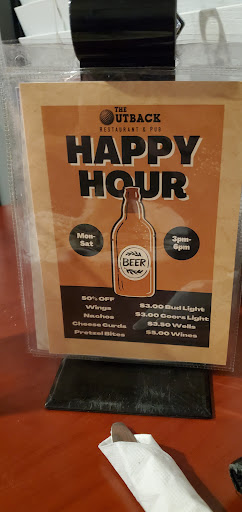 THE
OUTBACK
RESTAURANT & PUB
HAPPY
HOUR
Mon-
Sat
3pm-
6pm
BEER
50% OFF
Wings
Nachos
Cheese Curds
Pretzel Bites
$3.00 Bud Light
$3.00 Coors Light
$3.50 Wells
$5.00 Wines